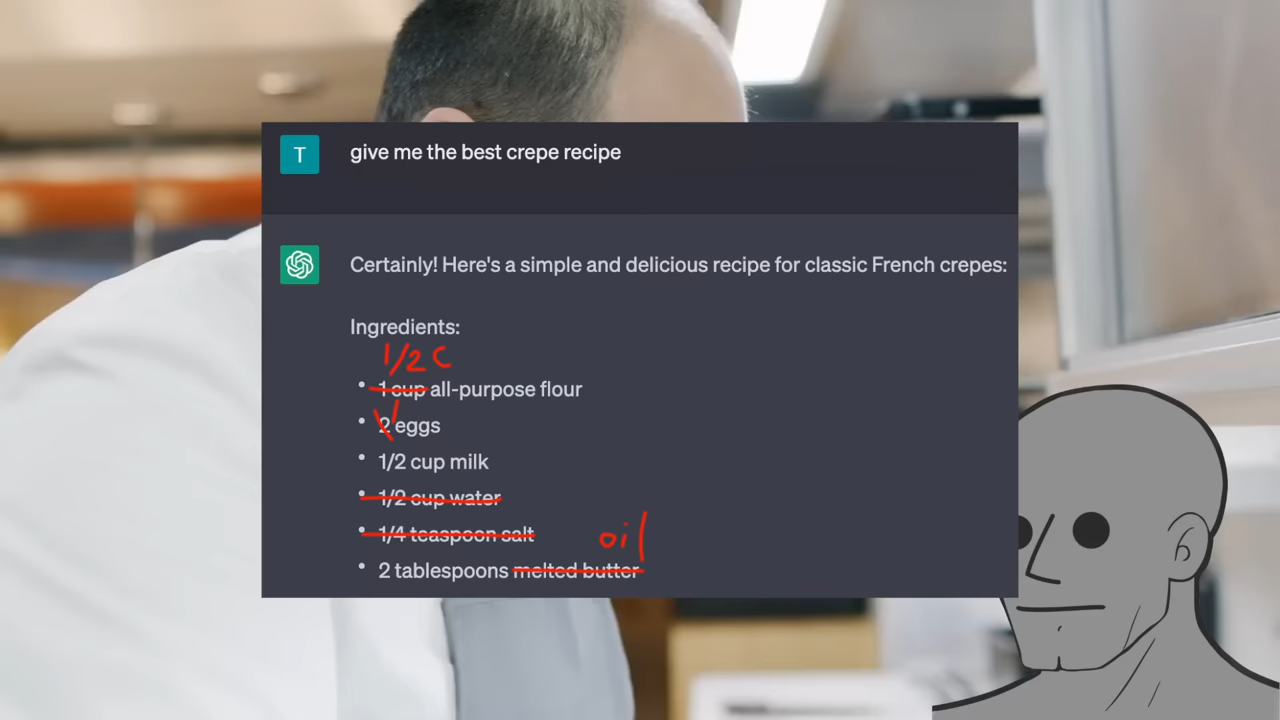 T
give me the best crepe recipe
Certainly! Here's a simple and delicious recipe for classic French crepes:
Ingredients:
1/2 C
• 1 cup all-purpose flour
• 2 eggs
• 1/2 cup milk
• 1/2 cup water
• 1/4 teaspoon salt
oil
• 2 tablespoons melted butter